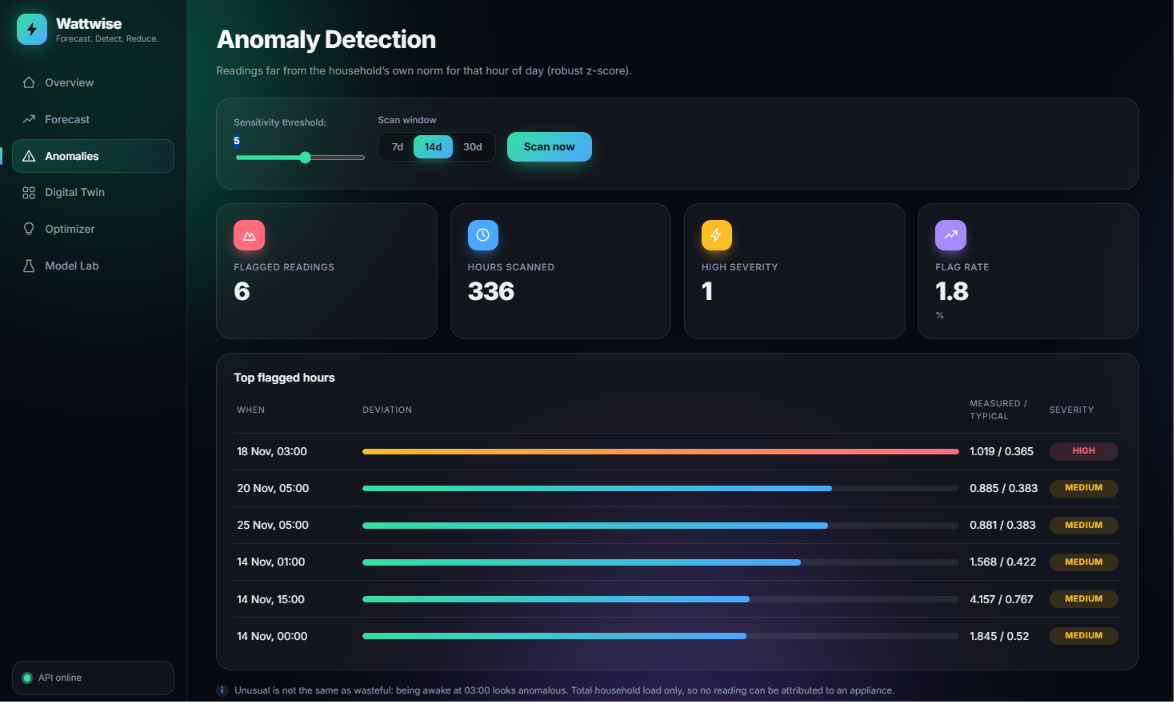 Wattwise
Forecast. Detect. Reduce.
Overview
Forecast
Anomalies
Digital Twin
Optimizer
Model Lab
API online
Anomaly Detection
Readings far from the household's own norm for that hour of day (robust z-score).
Sensitivity threshold:
5
Scan window
7d 14d 30d
Scan now
FLAGGED READINGS
6
HOURS SCANNED
336
HIGH SEVERITY
1
FLAG RATE
1.8
%
Top flagged hours
WHEN DEVIATION MEASURED / TYPICAL SEVERITY
18 Nov, 03:00 1.019 / 0.365 HIGH
20 Nov, 05:00 0.885 / 0.383 MEDIUM
25 Nov, 05:00 0.881 / 0.383 MEDIUM
14 Nov, 01:00 1.568 / 0.422 MEDIUM
14 Nov, 15:00 4.157 / 0.767 MEDIUM
14 Nov, 00:00 1.845 / 0.52 MEDIUM
i Unusual is not the same as wasteful: being awake at 03:00 looks anomalous. Total household load only, so no reading can be attributed to an appliance.